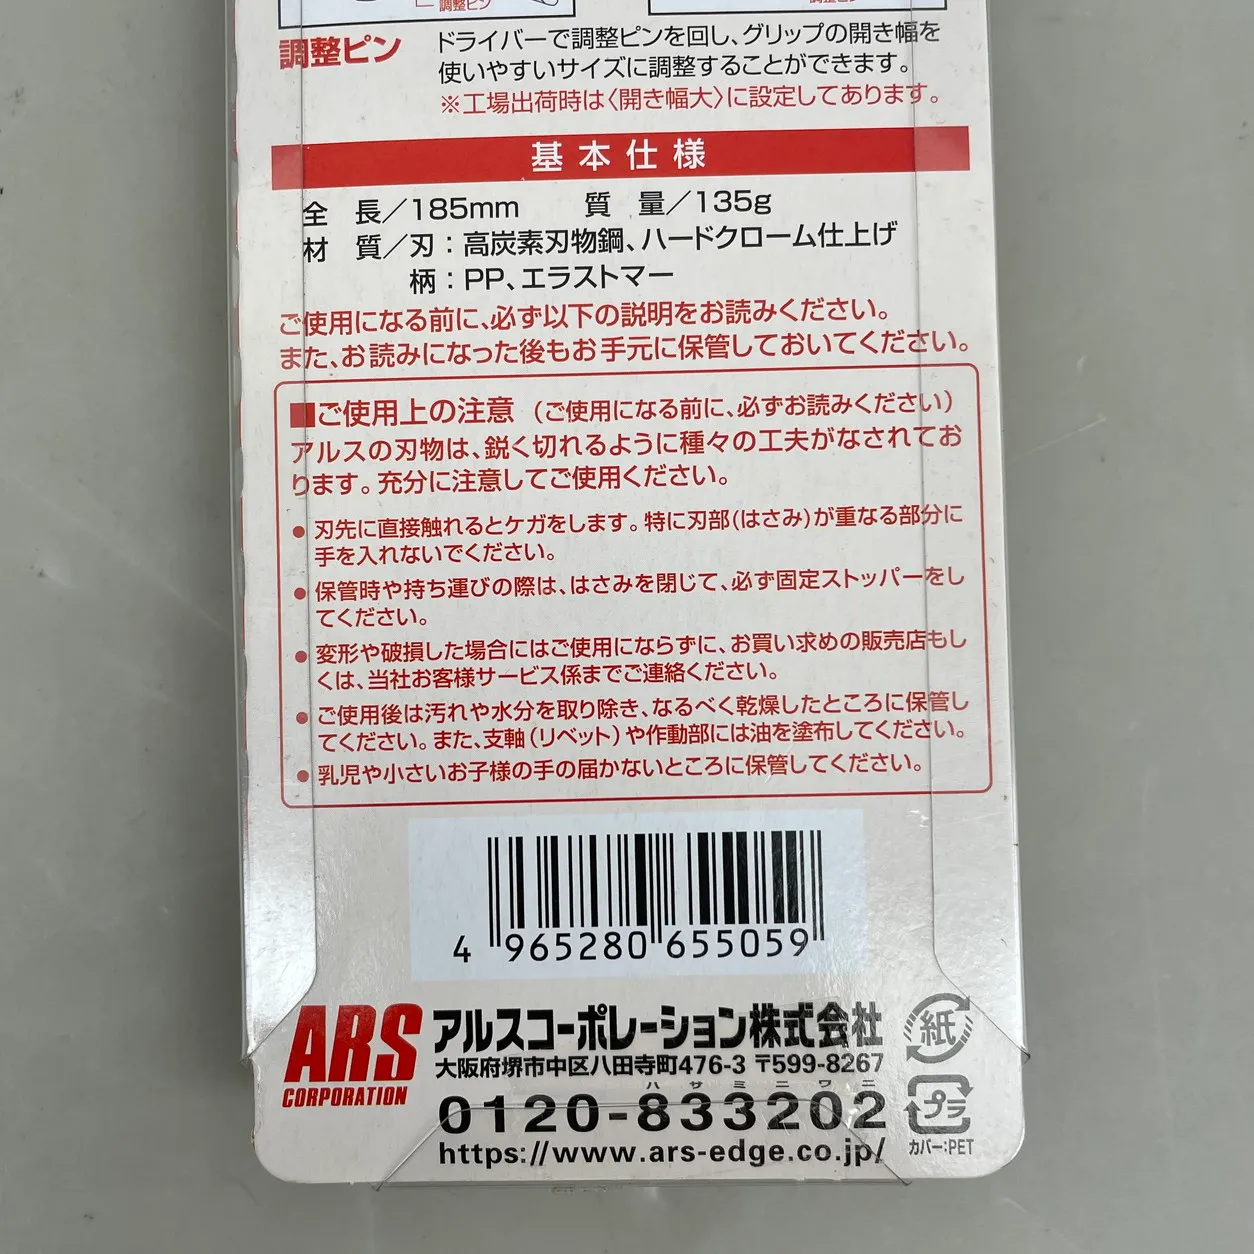 調整ピン
調整ピン
ドライバーで調整ピンを回し、グリップの開き幅を
使いやすいサイズに調整することができます。
※工場出荷時は〈開き幅大〉に設定してあります。
基本仕様
全 長／185mm 質 量／135g
材 質／刃：高炭素刃物鋼、ハードクローム仕上げ
柄：PP、エラストマー
ご使用になる前に、必ず以下の説明をお読みください。
また、お読みになった後もお手元に保管しておいてください。
■ご使用上の注意（ご使用になる前に、必ずお読みください）
アルスの刃物は、鋭く切れるように種々の工夫がなされてお
ります。充分に注意してご使用ください。
● 刃先に直接触れるとケガをします。特に刃部(はさみ)が重なる部分に
手を入れないでください。
● 保管時や持ち運びの際は、はさみを閉じて、必ず固定ストッパーをし
てください。
● 変形や破損した場合にはご使用にならずに、お買い求めの販売店もし
くは、当社お客様サービス係までご連絡ください。
● ご使用後は汚れや水分を取り除き、なるべく乾燥したところに保管し
てください。また、支軸（リベット）や作動部には油を塗布してください。
● 乳児や小さいお子様の手の届かないところに保管してください。
4 965280 655059
ARS
CORPORATION
アルスコーポレーション株式会社
大阪府堺市中区八田寺町476-3 〒599-8267
ハサミニワニ
0120-833202
https://www.ars-edge.co.jp/
紙
プラ
カバー:PET